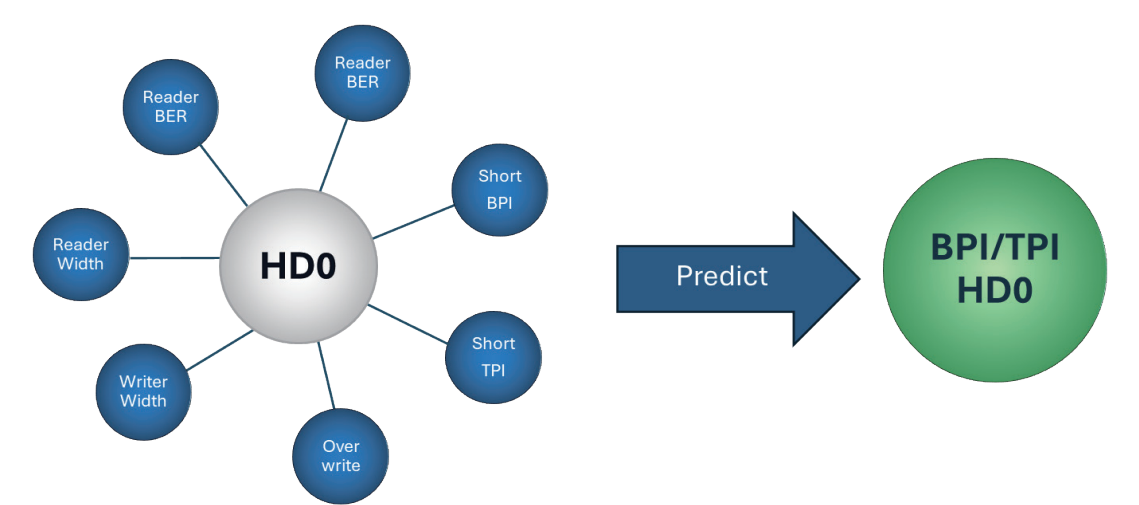 Reader
BER
Reader
BER
Short
BPI
Reader
Width
HD0
Short
TPI
Writer
Width
Over
write
Predict
BPI/TPI
HD0